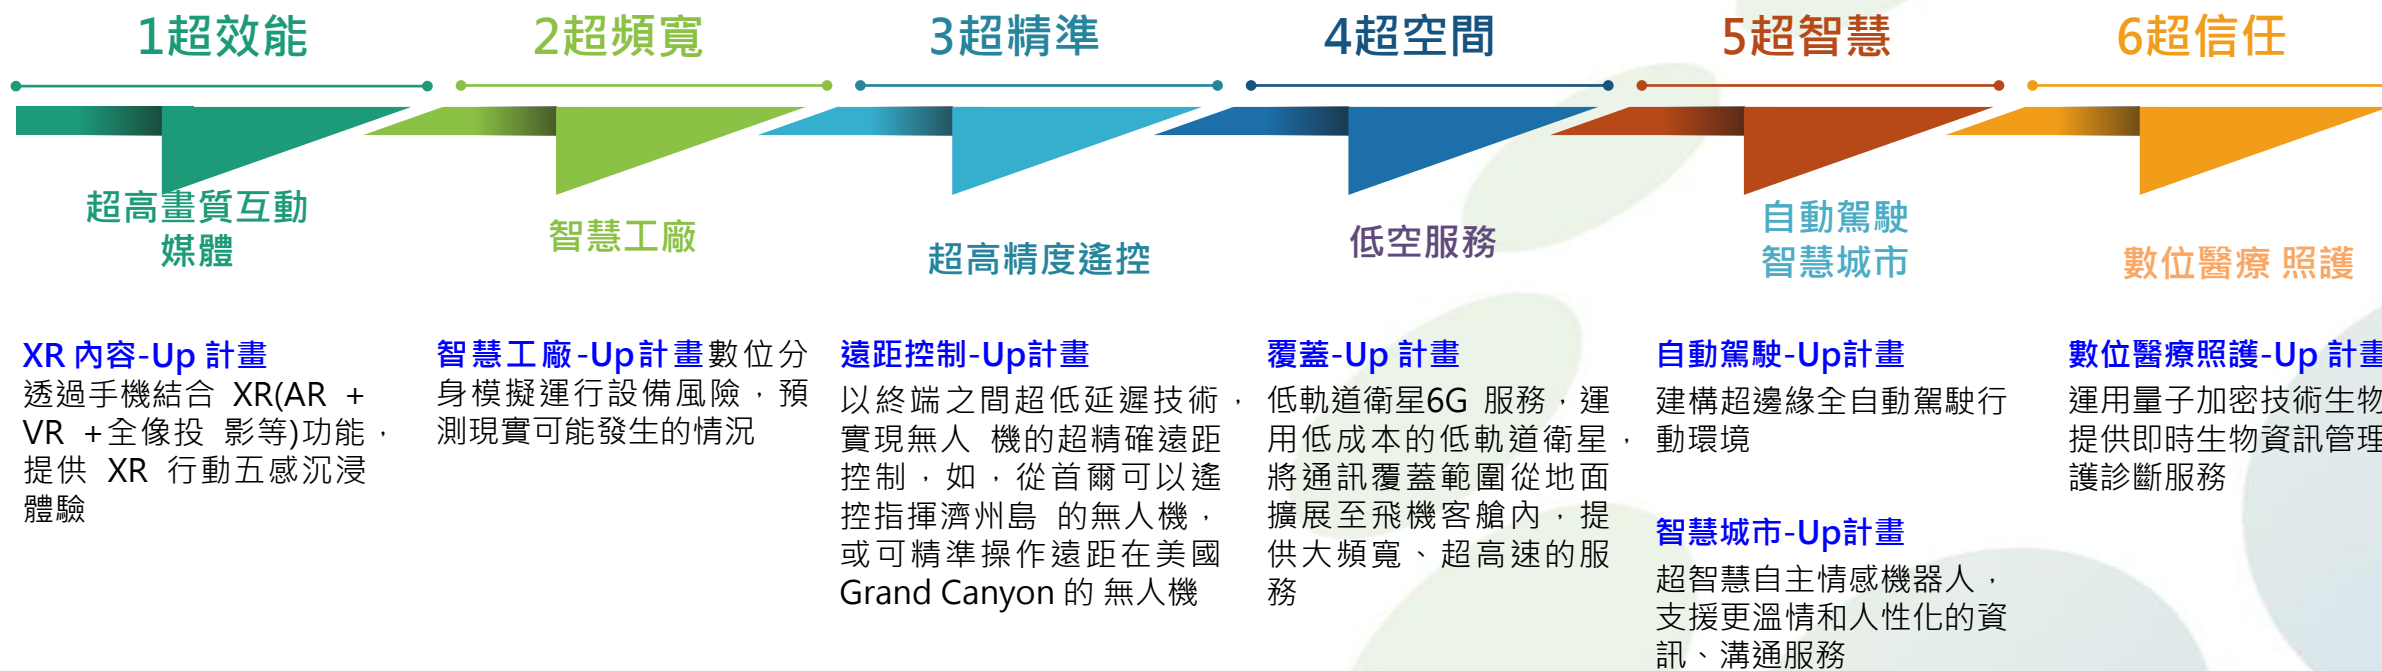 1超效能
2超頻寬
3超精準
4超空間
5超智慧
6超信任
超高畫質互動
媒體
智慧工廠
超高精度遙控
低空服務
自動駕駛
智慧城市
數位醫療 照護
XR 內容-Up 計畫
透過手機結合 XR(AR +
VR +全像投 影等)功能,
提供 XR 行動五感沉浸
體驗
智慧工廠-Up計畫數位分
身模擬運行設備風險,預
測現實可能發生的情況
遠距控制-Up計畫
以終端之間超低延遲技術,
實現無人 機的超精確遠距
控制,如,從首爾可以遙
控指揮濟州島 的無人機,
或可精準操作遠距在美國
Grand Canyon 的 無人機
覆蓋-Up 計畫
低軌道衛星6G 服務,運
用低成本的低軌道衛星,
將通訊覆蓋範圍從地面
擴展至飛機客艙內,提
供大頻寬、超高速的服
務
自動駕駛-Up計畫
建構超邊緣全自動駕駛行
動環境
智慧城市-Up計畫
超智慧自主情感機器人,
支援更溫情和人性化的資
訊、溝通服務
數位醫療照護-Up 計畫
運用量子加密技術生物
提供即時生物資訊管理
護診斷服務